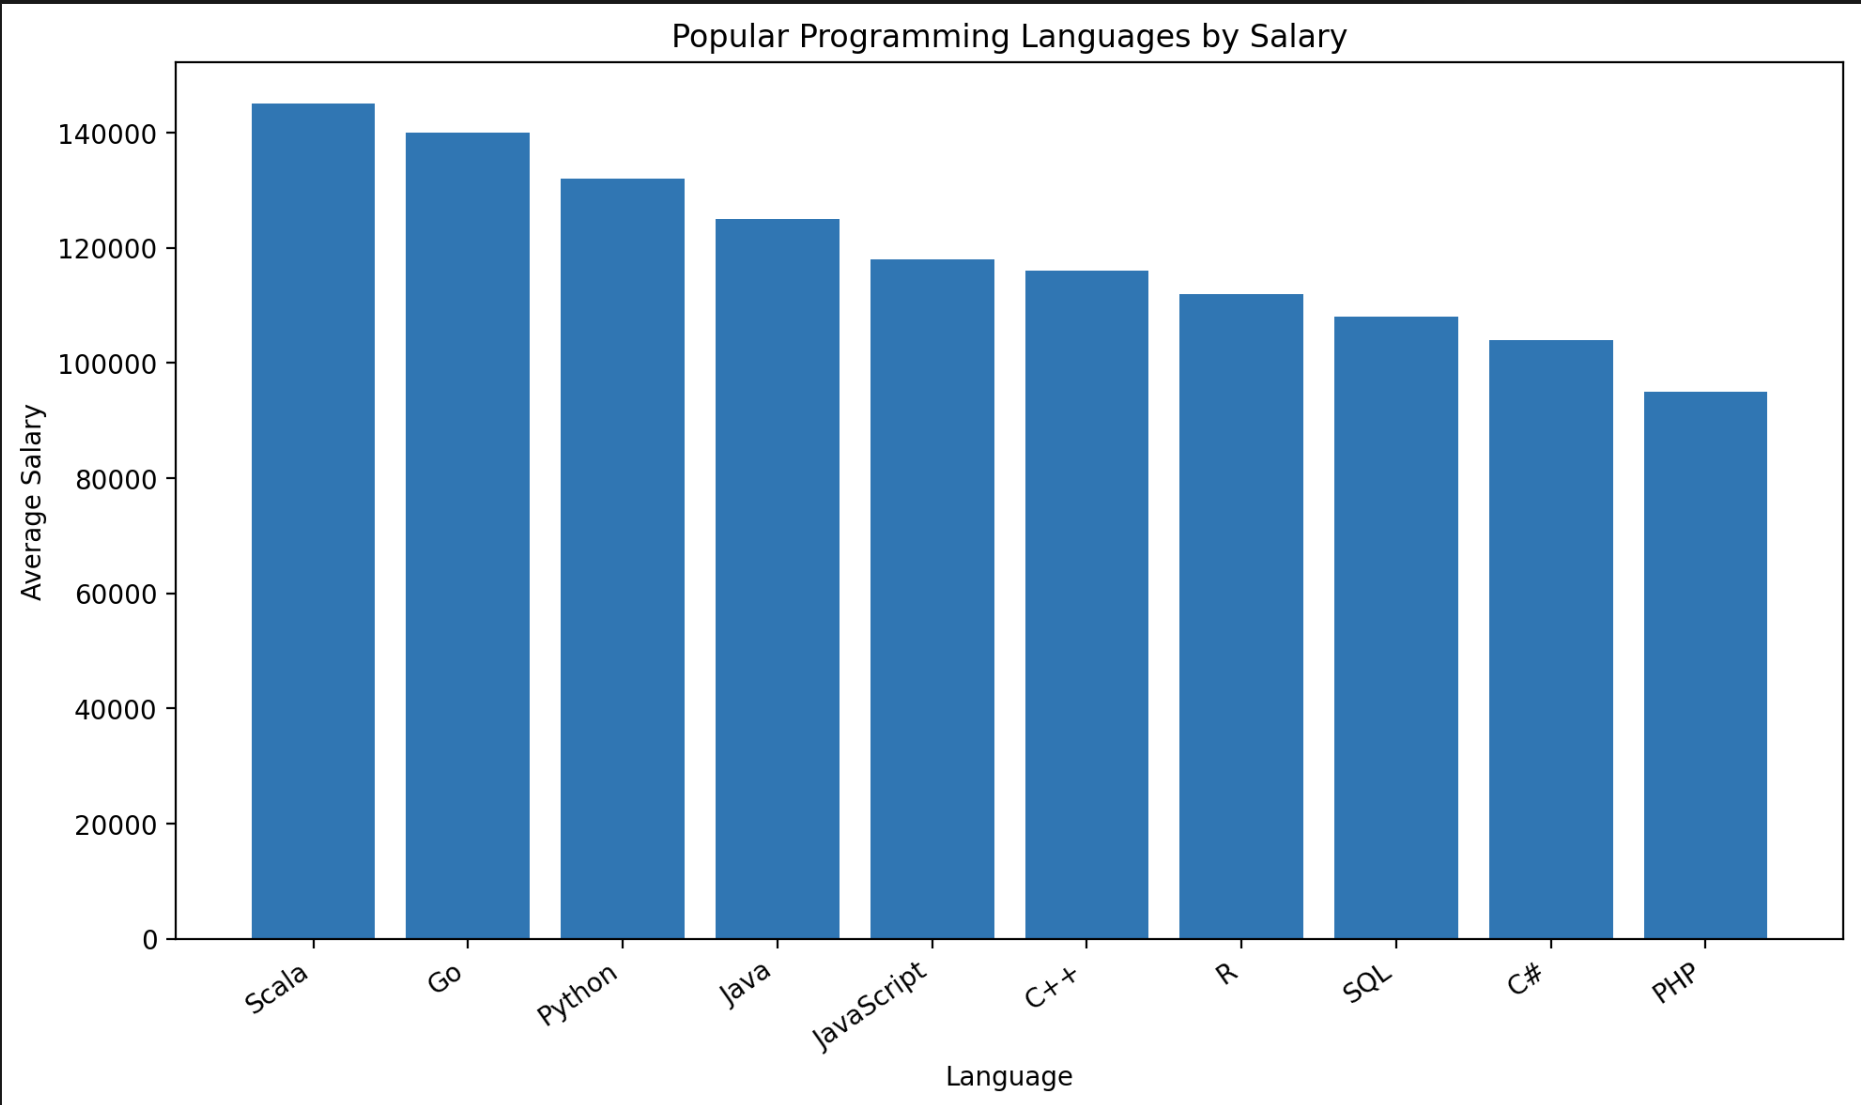 Popular Programming Languages by Salary
140000
120000
100000
80000
60000
40000
20000
0
Average Salary
Scala
Go
Python
Java
JavaScript
C++
R
SQL
C#
PHP
Language